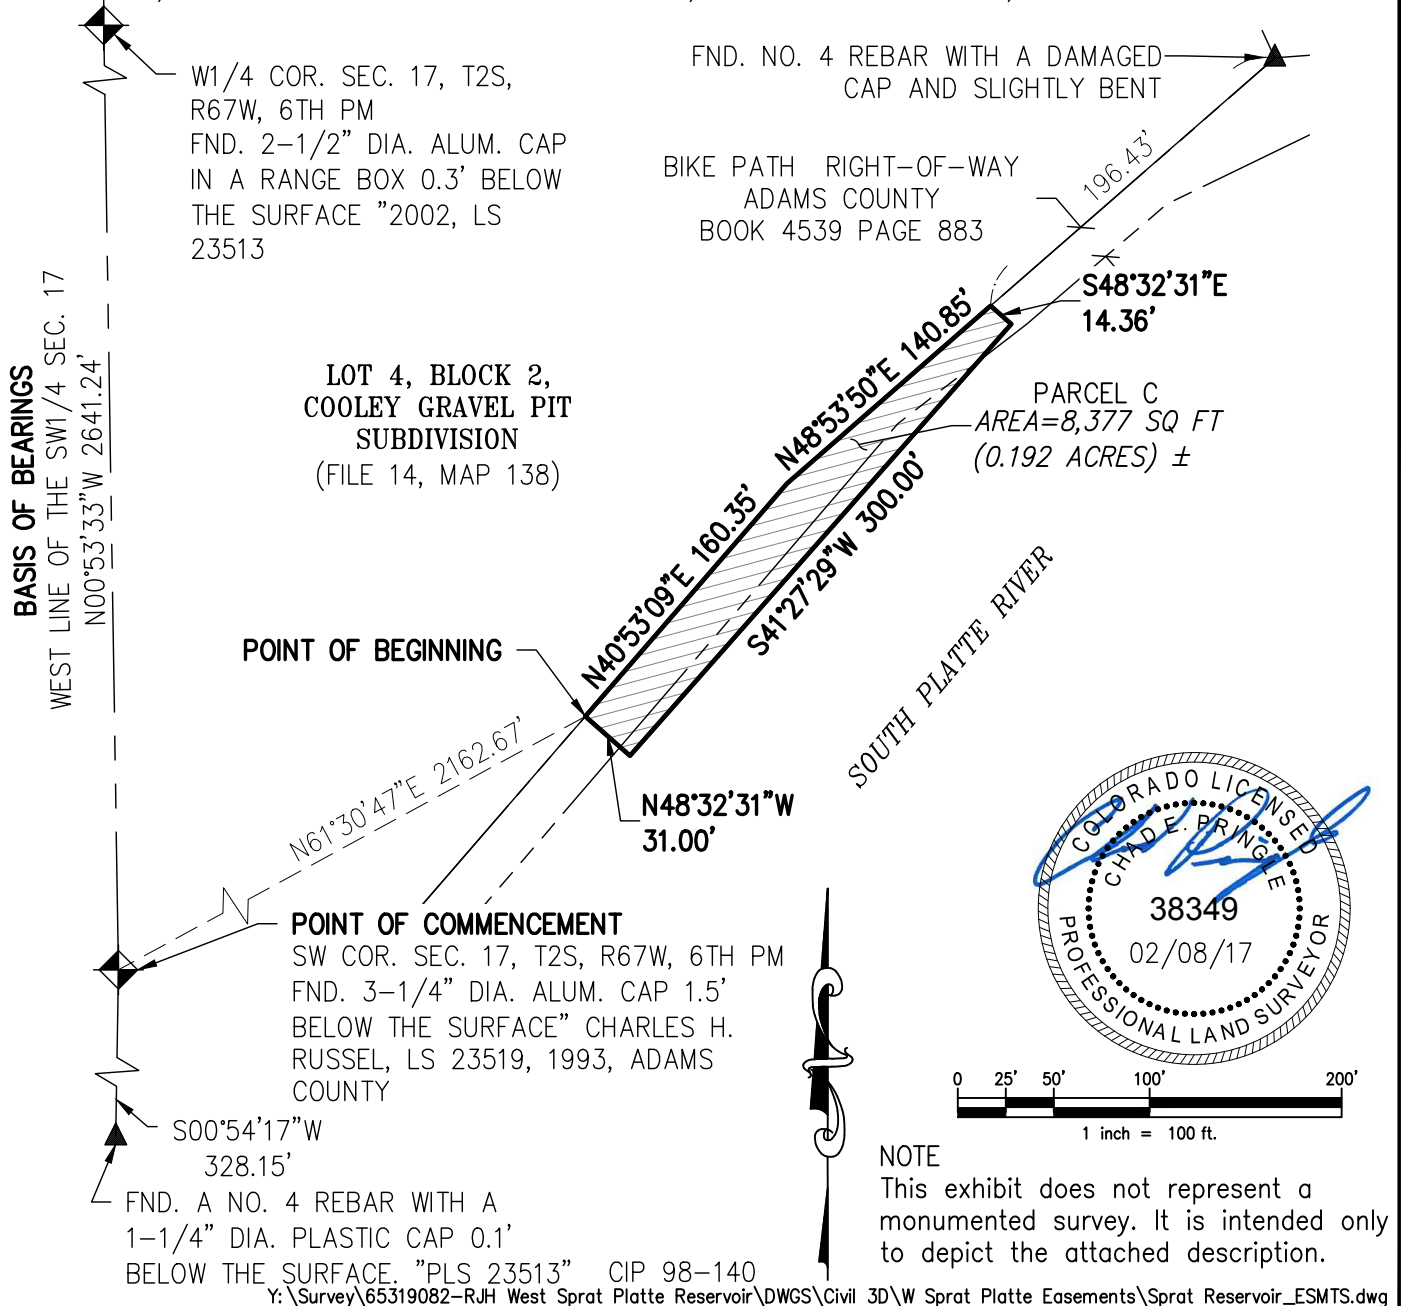 W1/4 COR. SEC. 17, T2S,
R67W, 6TH PM
FND. 2-1/2" DIA. ALUM. CAP
IN A RANGE BOX 0.3' BELOW
THE SURFACE "2002, LS
23513
FND. NO. 4 REBAR WITH A DAMAGED
CAP AND SLIGHTLY BENT
BIKE PATH RIGHT-OF-WAY
ADAMS COUNTY
BOOK 4539 PAGE 883
196.43'
S48°32'31"E
14.36'
BASIS OF BEARINGS
WEST LINE OF THE SW1/4 SEC. 17
N00°53'33"W 2641.24'
LOT 4, BLOCK 2,
COOLEY GRAVEL PIT
SUBDIVISION
(FILE 14, MAP 138)
N48°53'50"E 140.85'
PARCEL C
AREA=8,377 SQ FT
(0.192 ACRES) ±
N40°53'09"E 160.35'
S41°27'29"W 300.00'
SOUTH PLATTE RIVER
POINT OF BEGINNING
N61°30'47"E 2162.67'
N48°32'31"W
31.00'
POINT OF COMMENCEMENT
SW COR. SEC. 17, T2S, R67W, 6TH PM
FND. 3-1/4" DIA. ALUM. CAP 1.5'
BELOW THE SURFACE" CHARLES H.
RUSSEL, LS 23519, 1993, ADAMS
COUNTY
COLORADO LICENSED
CHAD E. PRINGLE
38349
02/08/17
PROFESSIONAL LAND SURVEYOR
0 25' 50' 100' 200'
1 inch = 100 ft.
S00°54'17"W
328.15'
FND. A NO. 4 REBAR WITH A
1-1/4" DIA. PLASTIC CAP 0.1'
BELOW THE SURFACE. "PLS 23513" CIP 98-140
NOTE
This exhibit does not represent a
monumented survey. It is intended only
to depict the attached description.
Y:\Survey\65319082-RJH West Sprat Platte Reservoir\DWGS\Civil 3D\W Sprat Platte Easements\Sprat Reservoir_ESMTS.dwg